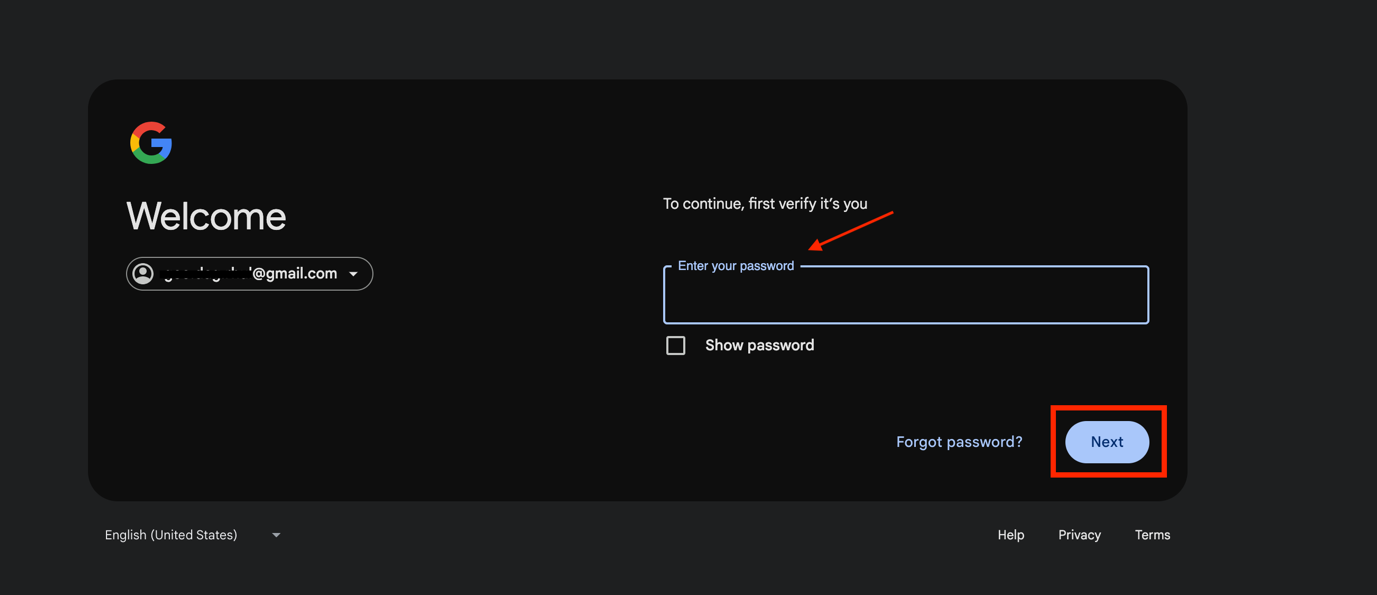 Welcome
@gmail.com
To continue, first verify it’s you
Enter your password
Show password
Forgot password?
Next
English (United States)
Help
Privacy
Terms